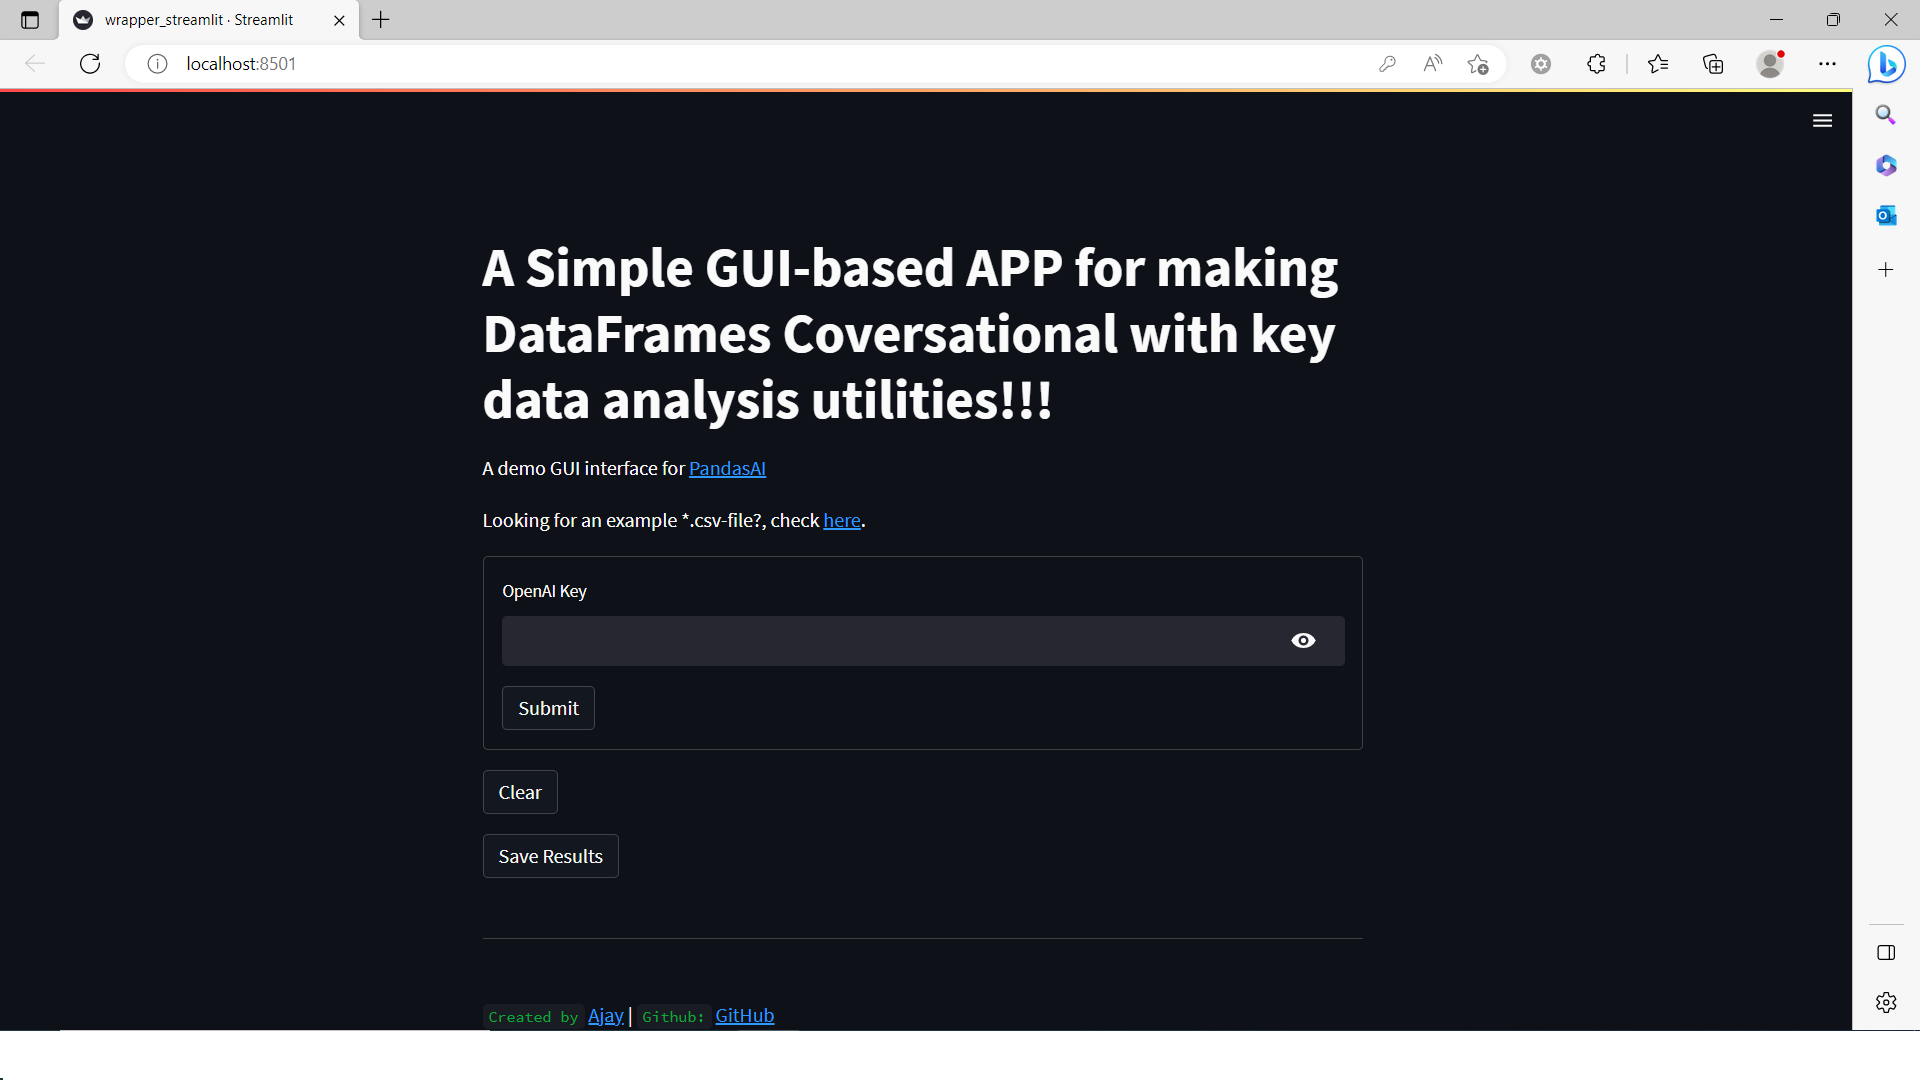 wrapper_streamlit · Streamlit
localhost:8501
A Simple GUI-based APP for making
DataFrames Coversational with key
data analysis utilities!!!
A demo GUI interface for PandasAI
Looking for an example *.csv-file?, check here.
OpenAI Key
Submit
Clear
Save Results
Created by Ajay | Github: GitHub